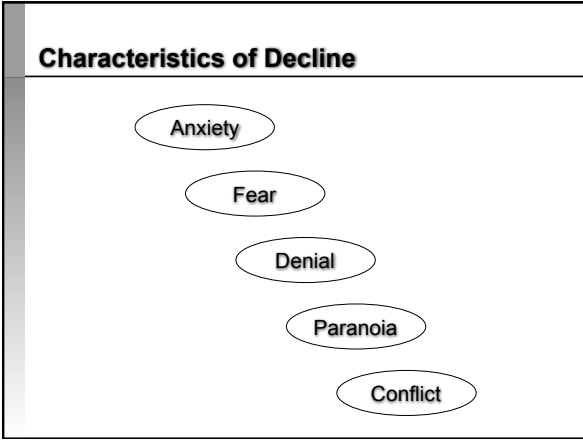 Characteristics of Decline
Anxiety
Fear
Denial
Paranoia
Conflict